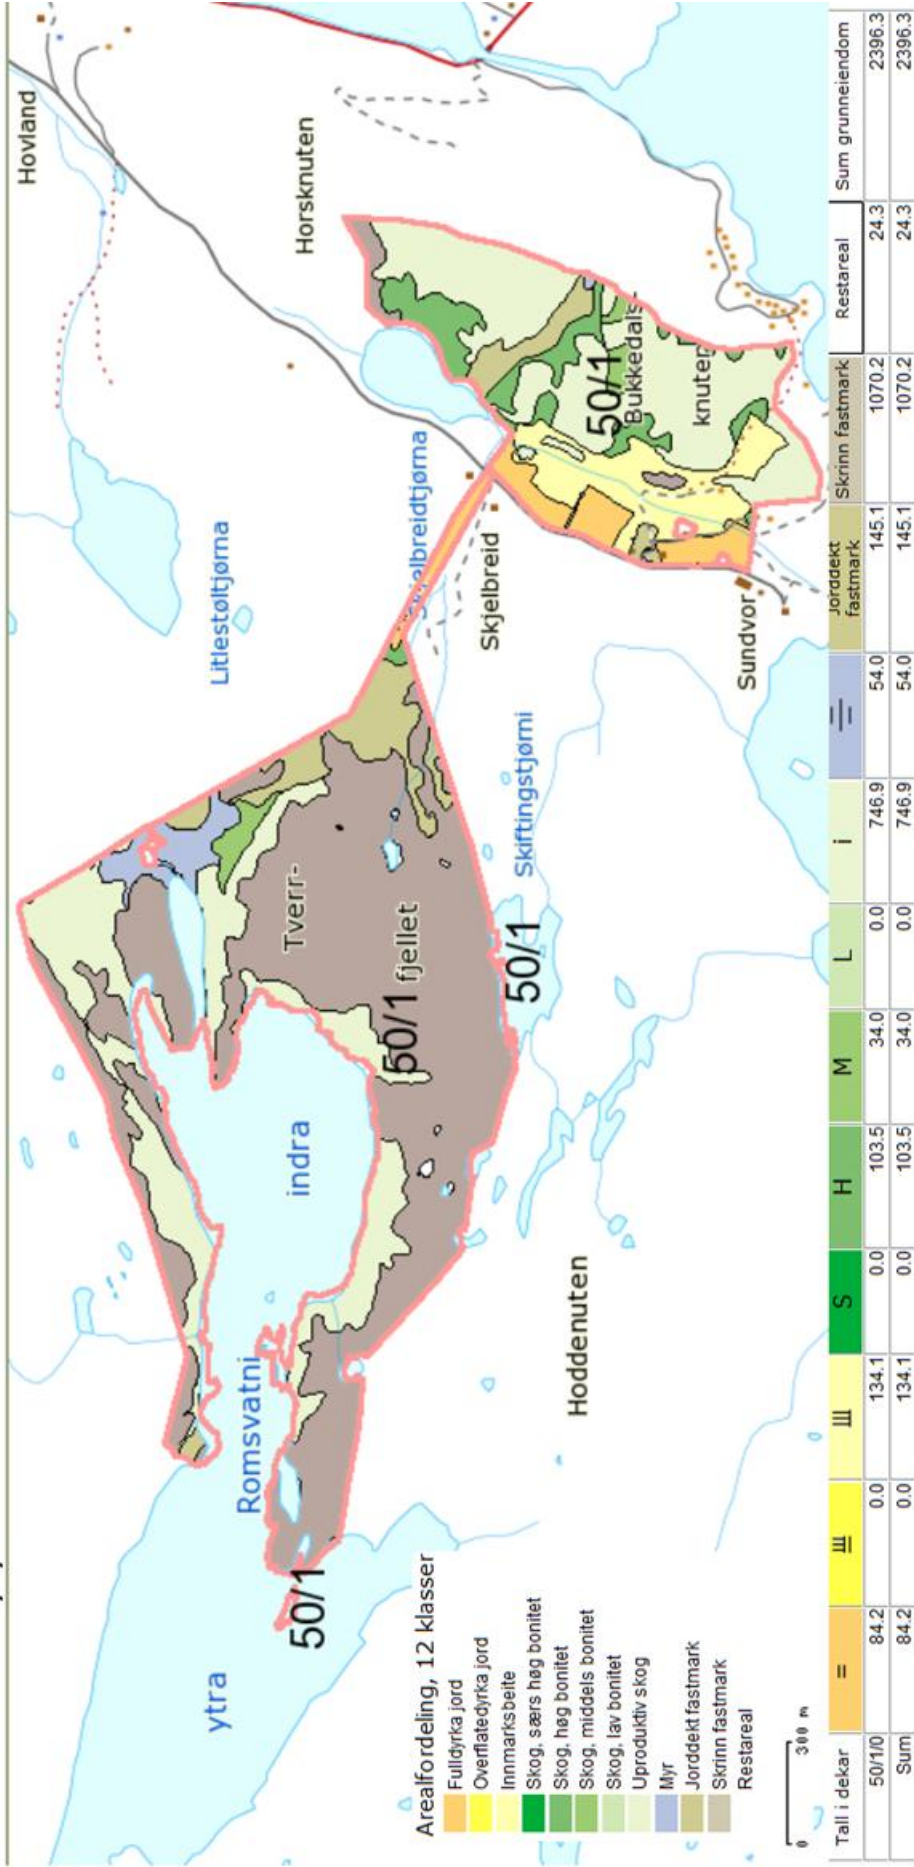 Hovland
Litlestøltjørna
Horsknuten
Tverr-
indra
Skjelbreid
50/1 fjellet
50/1
Bukkedals-
knuten
Romsvatni
ytra
50/1
50/1
Skiftingstjørni
Hoddenuten
Sundvor
Arealfordeling, 12 klasser
Fulldyrka jord
Overflatedyrka jord
Innmarksbeite
Skog, særs høg bonitet
Skog, høg bonitet
Skog, middels bonitet
Skog, lav bonitet
Uproduktiv skog
Myr
Jorddekt fastmark
Skrinn fastmark
Restareal
0 300 m
Tall i dekar S H M L i Jorddekt fastmark Skrinn fastmark Restareal Sum grunneiendom
50/1/0 84.2 0.0 134.1 0.0 103.5 34.0 0.0 746.9 54.0 145.1 1070.2 24.3 2396.3
Sum 84.2 0.0 134.1 0.0 103.5 34.0 0.0 746.9 54.0 145.1 1070.2 24.3 2396.3